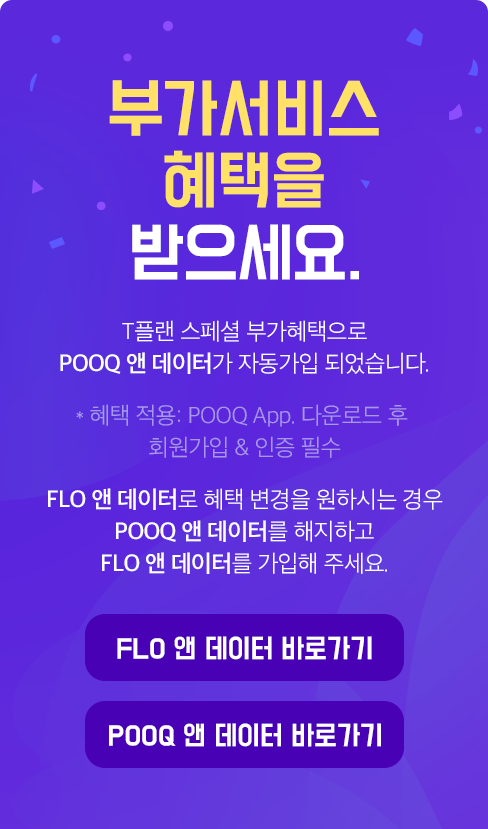 부가서비스
혜택을
받으세요.
T플랜 스페셜 부가혜택으로
POOQ 앤 데이터가 자동가입 되었습니다.
* 혜택 적용: POOQ App. 다운로드 후
회원가입 & 인증 필수
FLO 앤 데이터로 혜택 변경을 원하시는 경우
POOQ 앤 데이터를 해지하고
FLO 앤 데이터를 가입해 주세요.
FLO 앤 데이터 바로가기
POOQ 앤 데이터 바로가기